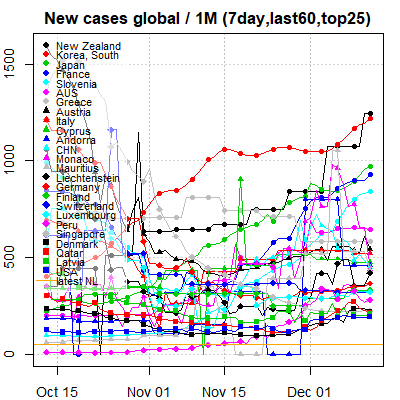 New cases global / 1M (7day,last60,top25)
1500
1000
500
0
New Zealand
Korea, South
Japan
France
Slovenia
AUS
Greece
Austria
Italy
Cyprus
Andorra
CHN
Monaco
Mauritius
Liechtenstein
Germany
Finland
Switzerland
Luxembourg
Peru
Singapore
Denmark
Qatar
Latvia
USA
latest NL
Oct 15
Nov 01
Nov 15
Dec 01